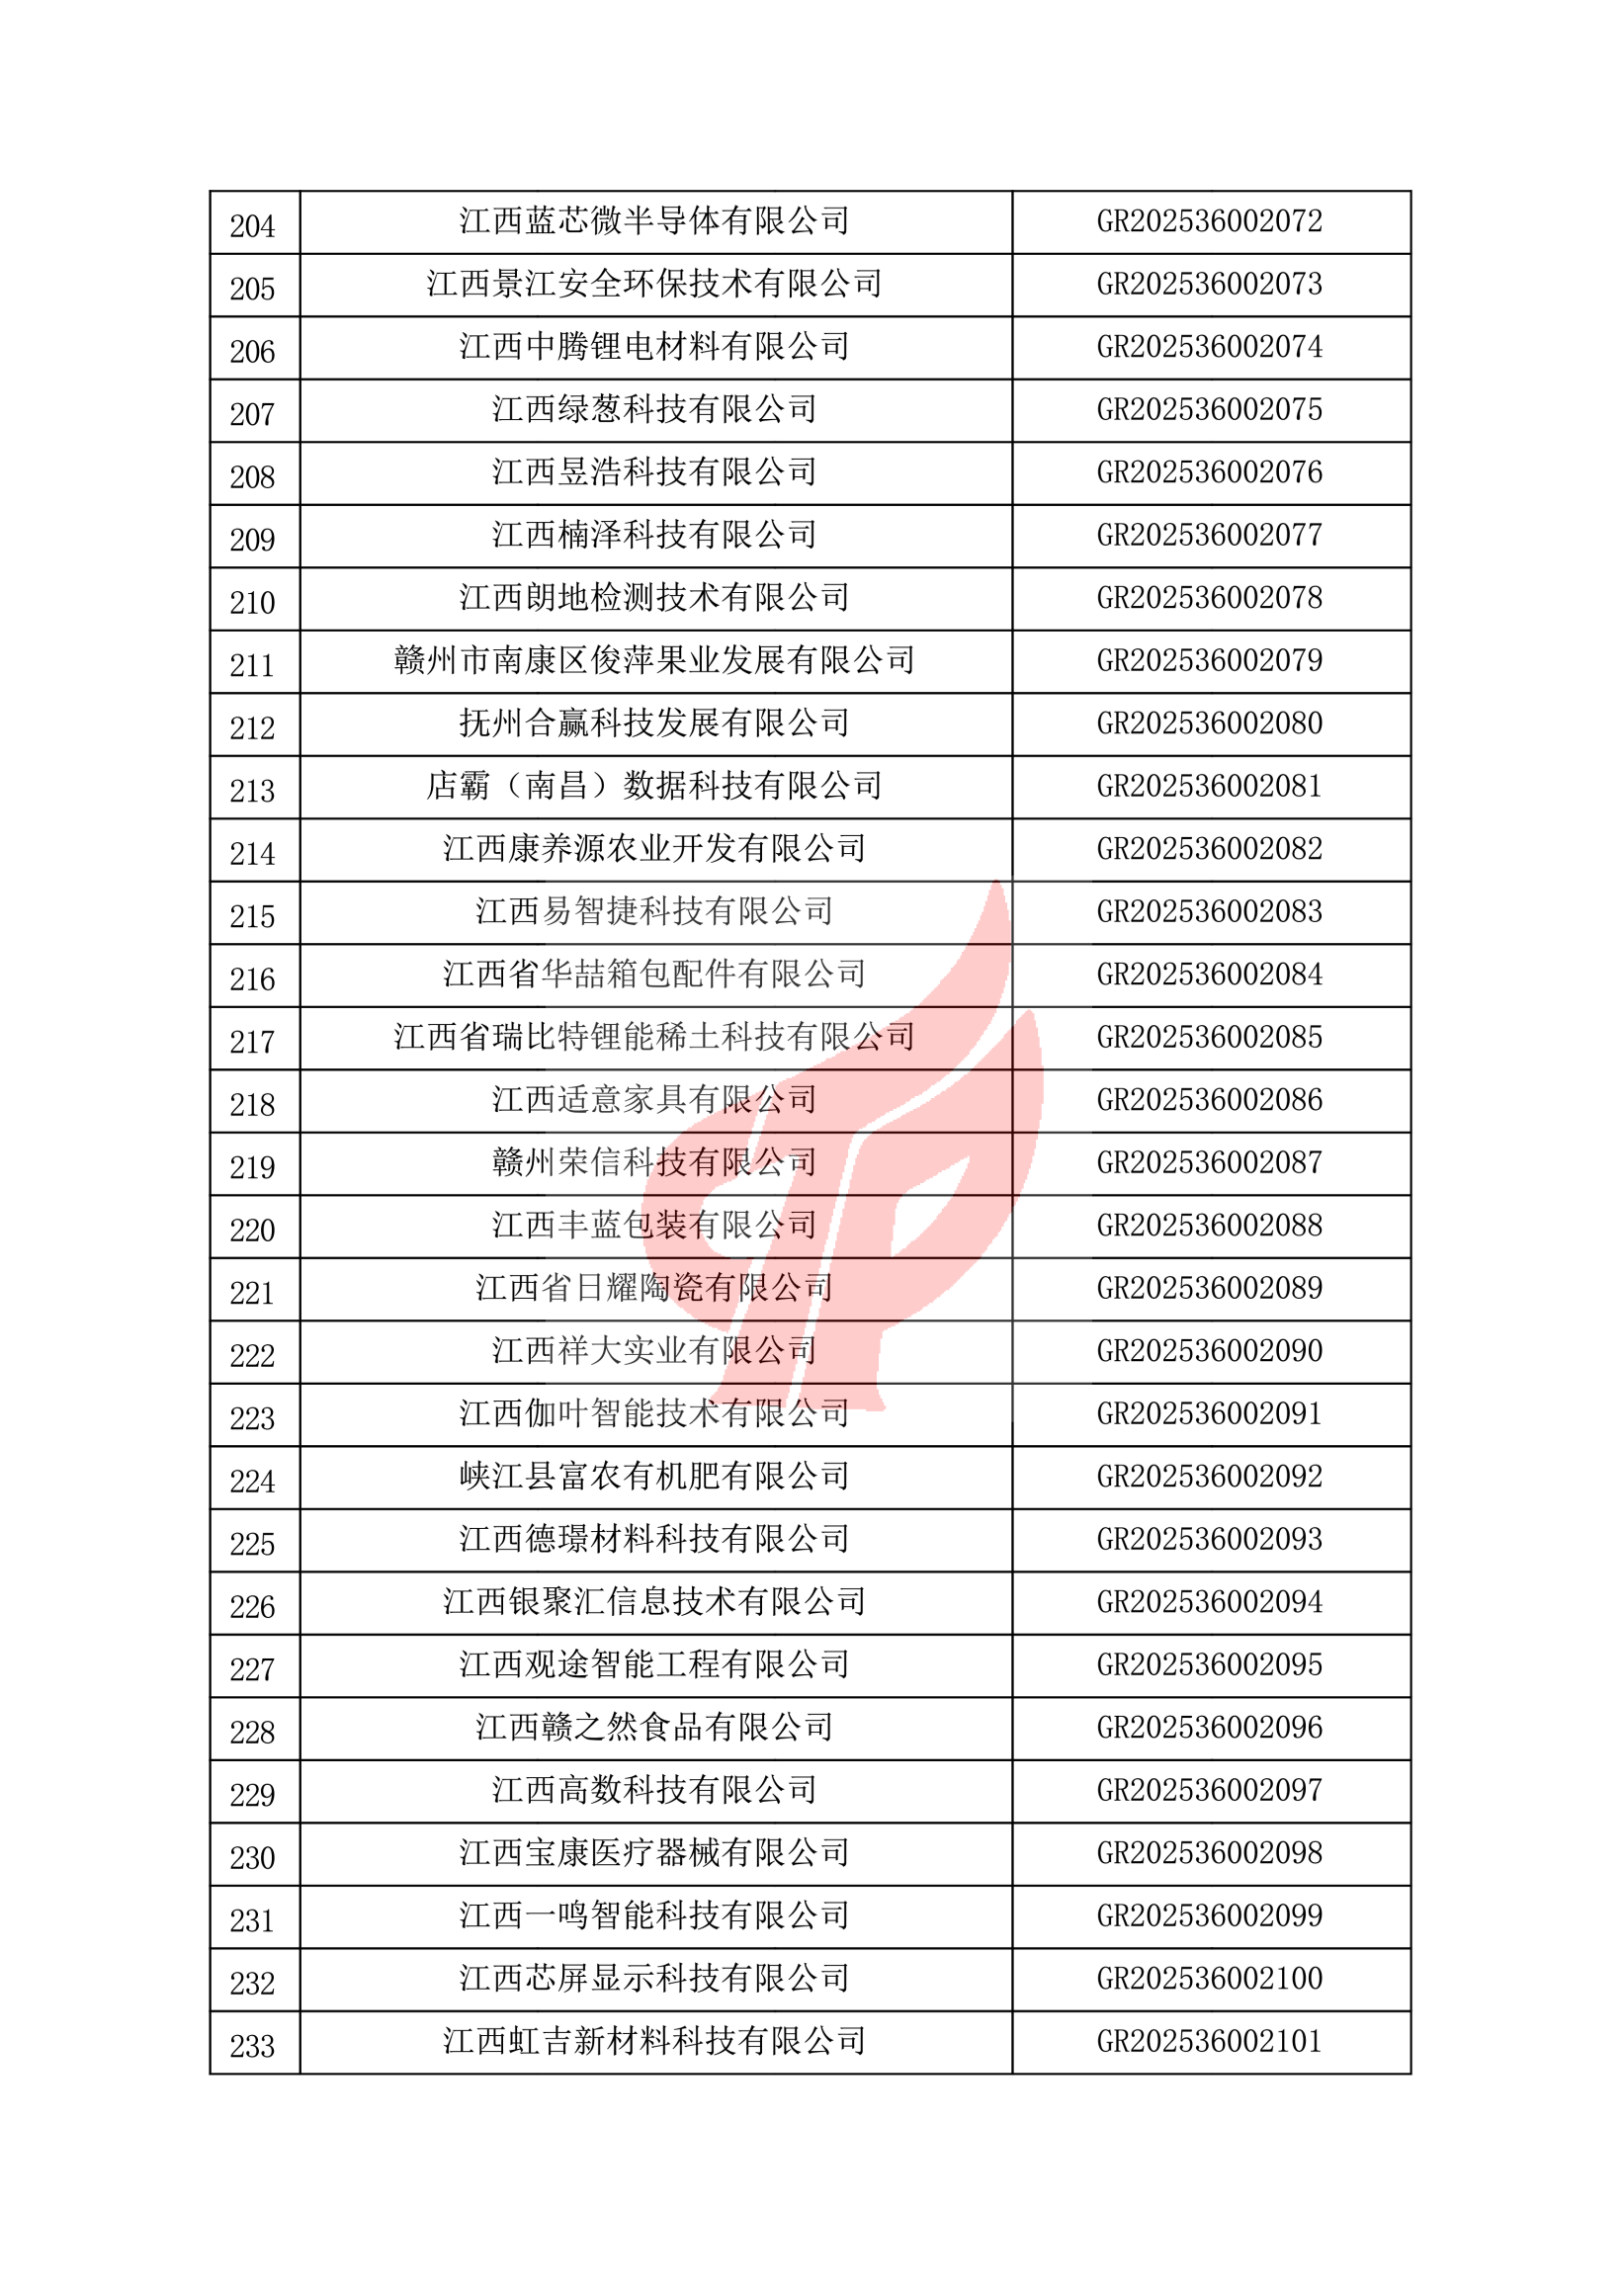 204 江西蓝芯微半导体有限公司 GR202536002072
205 江西景江安全环保技术有限公司 GR202536002073
206 江西中腾锂电材料有限公司 GR202536002074
207 江西绿葱科技有限公司 GR202536002075
208 江西昱浩科技有限公司 GR202536002076
209 江西楠泽科技有限公司 GR202536002077
210 江西朗地检测技术有限公司 GR202536002078
211 赣州市南康区俊萍果业发展有限公司 GR202536002079
212 抚州合赢科技发展有限公司 GR202536002080
213 店霸（南昌）数据科技有限公司 GR202536002081
214 江西康养源农业开发有限公司 GR202536002082
215 江西易智捷科技有限公司 GR202536002083
216 江西省华喆箱包配件有限公司 GR202536002084
217 江西省瑞比特锂能稀土科技有限公司 GR202536002085
218 江西适意家具有限公司 GR202536002086
219 赣州荣信科技有限公司 GR202536002087
220 江西丰蓝包装有限公司 GR202536002088
221 江西省日耀陶瓷有限公司 GR202536002089
222 江西祥大实业有限公司 GR202536002090
223 江西伽叶智能技术有限公司 GR202536002091
224 峡江县富农有机肥有限公司 GR202536002092
225 江西德璟材料科技有限公司 GR202536002093
226 江西银聚汇信息技术有限公司 GR202536002094
227 江西观途智能工程有限公司 GR202536002095
228 江西赣之然食品有限公司 GR202536002096
229 江西高数科技有限公司 GR202536002097
230 江西宝康医疗器械有限公司 GR202536002098
231 江西一鸣智能科技有限公司 GR202536002099
232 江西芯屏显示科技有限公司 GR202536002100
233 江西虹吉新材料科技有限公司 GR202536002101